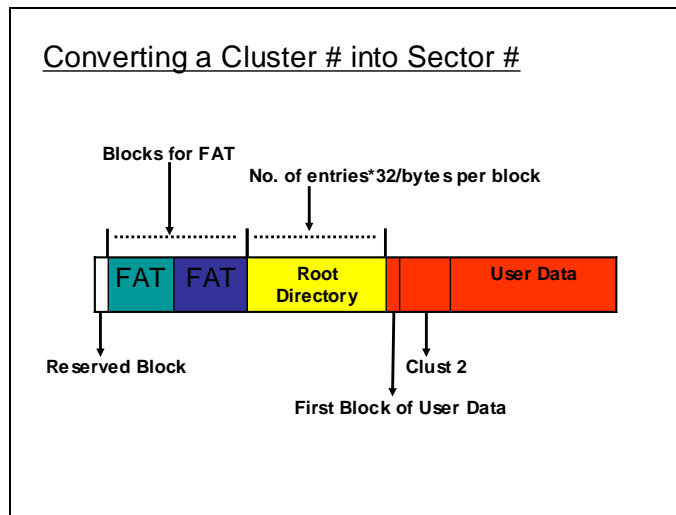 Converting a Cluster # into Sector #
Blocks for FAT
No. of entries*32/bytes per block
FAT
FAT
Root
Directory
User Data
Reserved Block
Clust 2
First Block of User Data